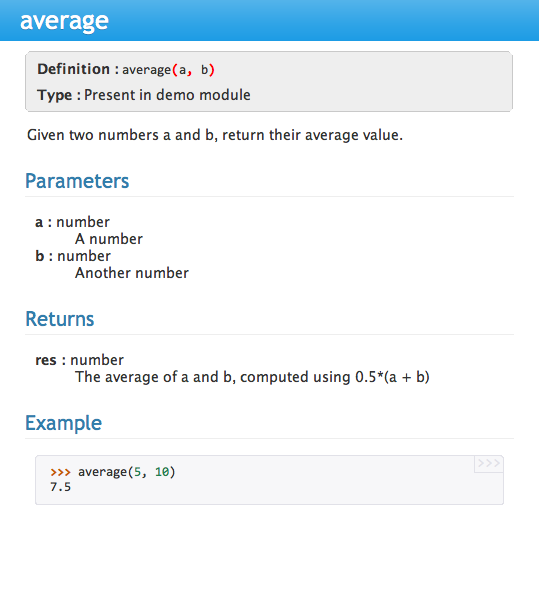 average
Definition : average(a, b)
Type : Present in demo module
Given two numbers a and b, return their average value.
Parameters
a : number
A number
b : number
Another number
Returns
res : number
The average of a and b, computed using 0.5*(a + b)
Example
>>>
>>> average(5, 10)
7.5